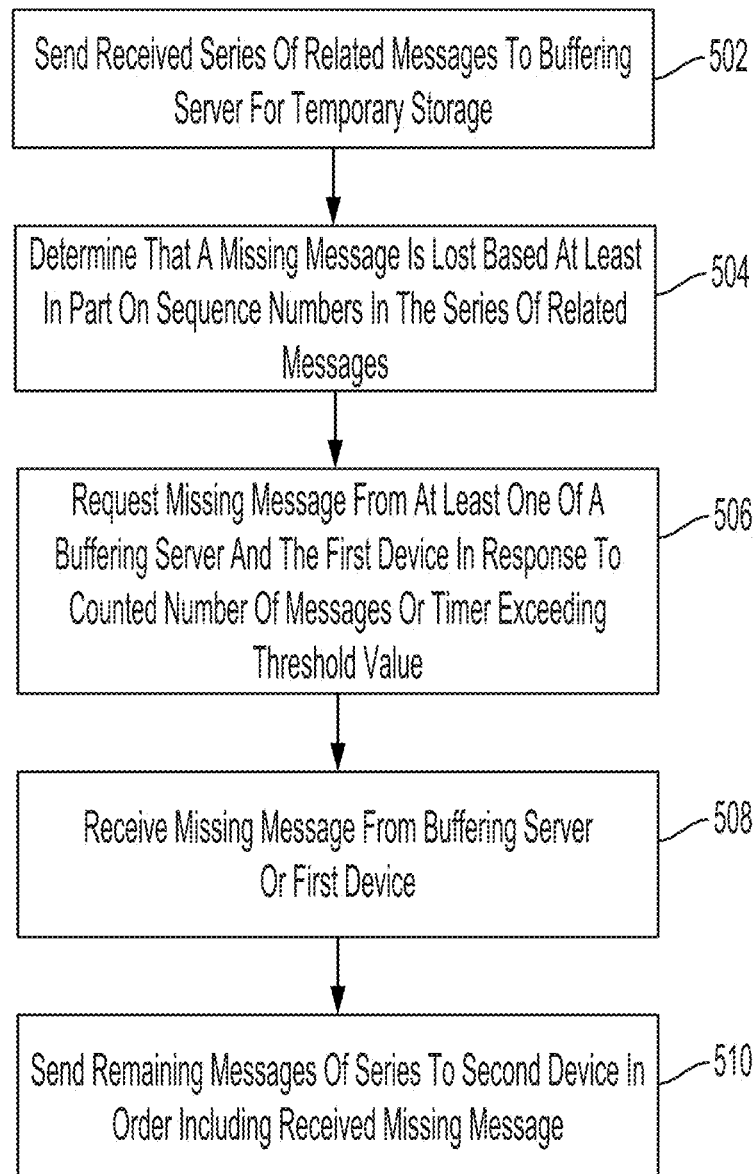 Send Received Series Of Related Messages To Buffering
Server For Temporary Storage
502
Determine That A Missing Message Is Lost Based At Least
In Part On Sequence Numbers In The Series Of Related
Messages
504
Request Missing Message From At Least One Of A
Buffering Server And The First Device In Response To
Counted Number Of Messages Or Timer Exceeding
Threshold Value
506
Receive Missing Message From Buffering Server
Or First Device
508
Send Remaining Messages Of Series To Second Device In
Order Including Received Missing Message
510